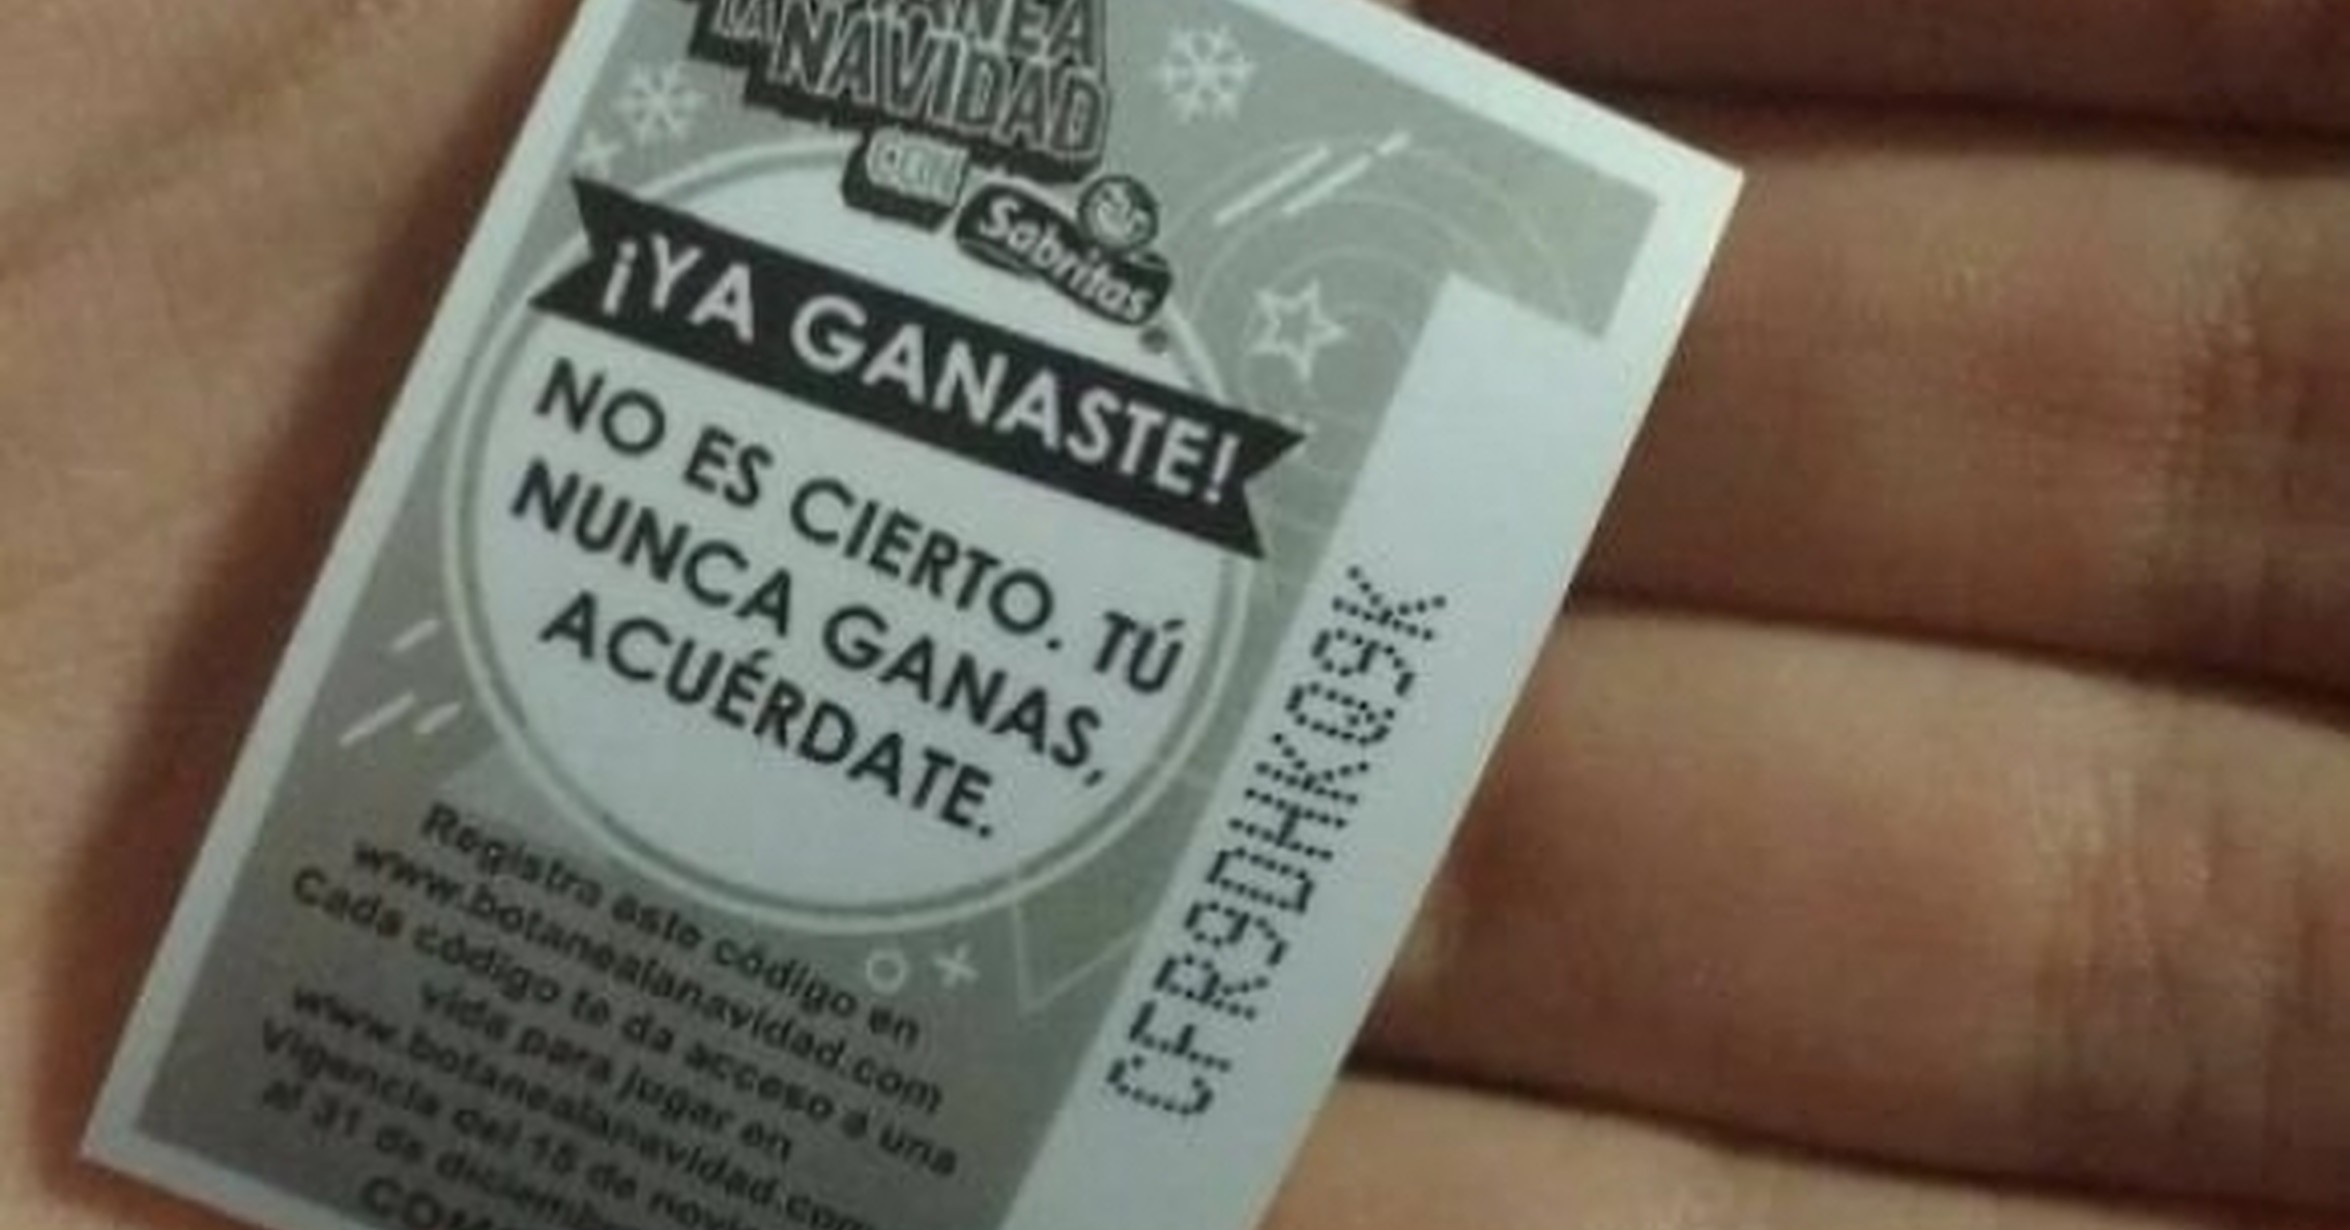 LA NAVIDAD
CON
Sabritas
¡YA GANASTE!
NO ES CIERTO. TÚ
NUNCA GANAS,
ACUÉRDATE.
Registra este código en
www.botanealanavidad.com
Cada código te da acceso a una
vida para jugar en
www.botanealanavidad.com
Vigencia del 15 de
al 31 de
CFR9DHKQ9K